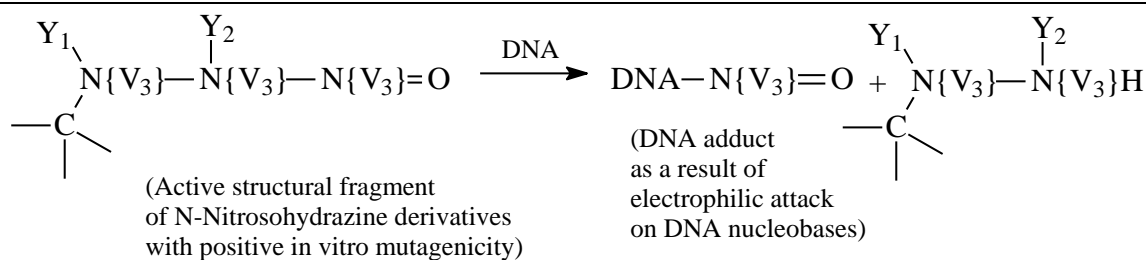 Y1 Y2 Y2
DNA
N{V3}—N{V3}—N{V3}=O DNA—N{V3}=O + Y1 N{V3}—N{V3}H
C C
(Active structural fragment
of N-Nitrosohydrazine derivatives
with positive in vitro mutagenicity)
(DNA adduct
as a result of
electrophilic attack
on DNA nucleobases)